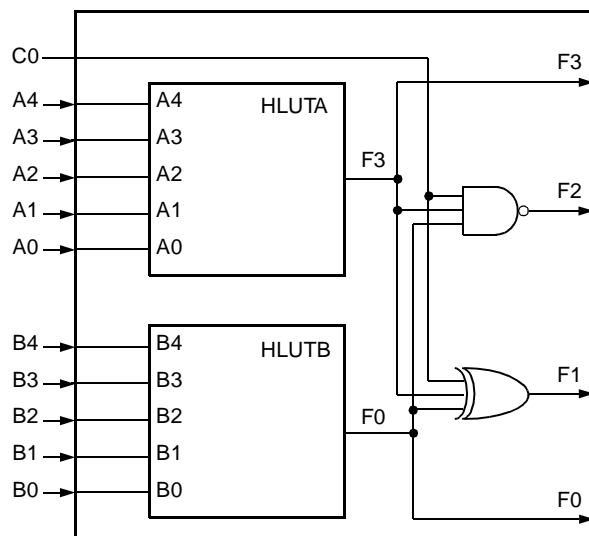 C0
F3
A4 A4 HLUTA
A3 A3
F3
A2 A2
F2
A1 A1
A0 A0
B4 B4 HLUTB
B3 B3
F1
B2 B2
F0
B1 B1
B0 B0
F0